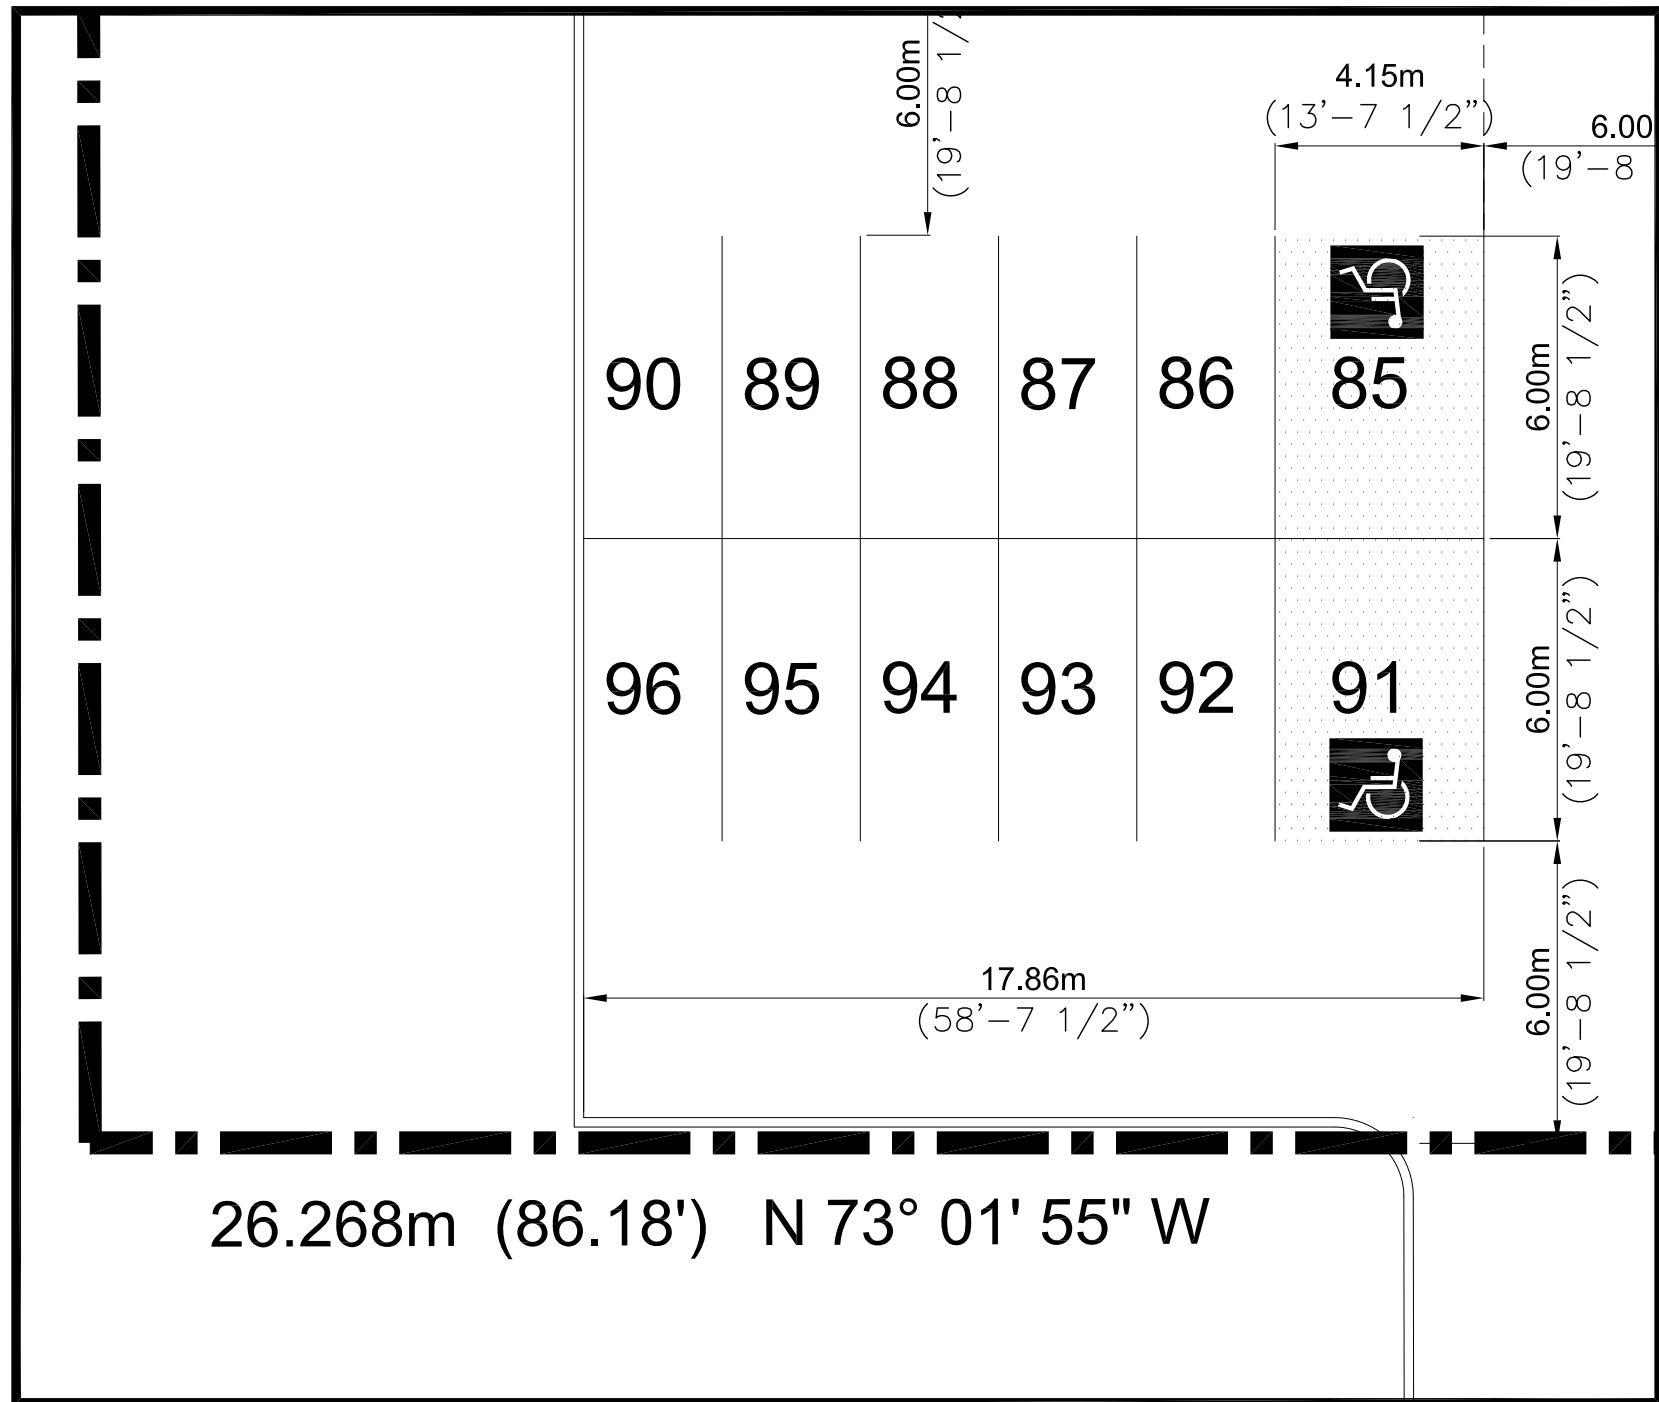 6.00m
(19'-8 1/2
4.15m
(13'-7 1/2")
6.00
(19'-8
90 89 88 87 86 85
6.00m
(19'-8 1/2")
96 95 94 93 92 91
6.00m
(19'-8 1/2")
17.86m
(58'-7 1/2")
6.00m
(19'-8 1/2")
26.268m (86.18') N 73° 01' 55" W